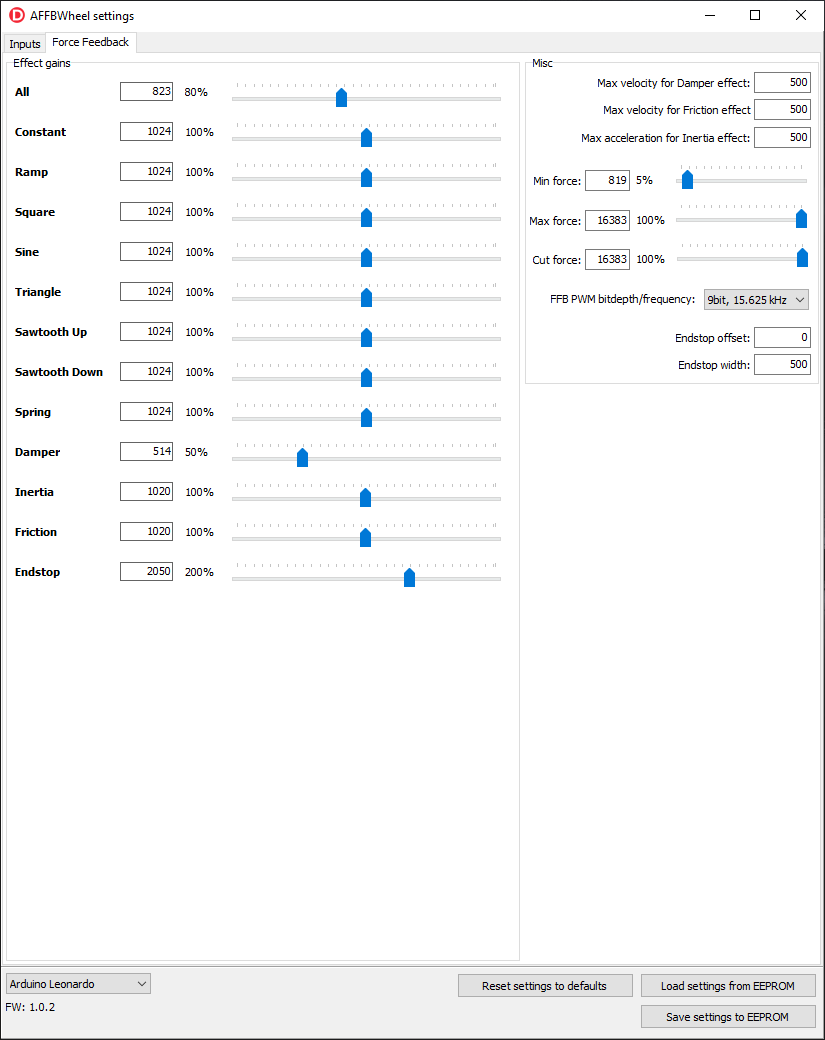 AFFBWheel settings
Inputs
Force Feedback
Effect gains
All 823 80%
Constant 1024 100%
Ramp 1024 100%
Square 1024 100%
Sine 1024 100%
Triangle 1024 100%
Sawtooth Up 1024 100%
Sawtooth Down 1024 100%
Spring 1024 100%
Damper 514 50%
Inertia 1020 100%
Friction 1020 100%
Endstop 2050 200%
Misc
Max velocity for Damper effect: 500
Max velocity for Friction effect 500
Max acceleration for Inertia effect: 500
Min force: 819 5%
Max force: 16383 100%
Cut force: 16383 100%
FFB PWM bitdepth/frequency: 9bit, 15.625 kHz
Endstop offset: 0
Endstop width: 500
Arduino Leonardo
FW: 1.0.2
Reset settings to defaults
Load settings from EEPROM
Save settings to EEPROM